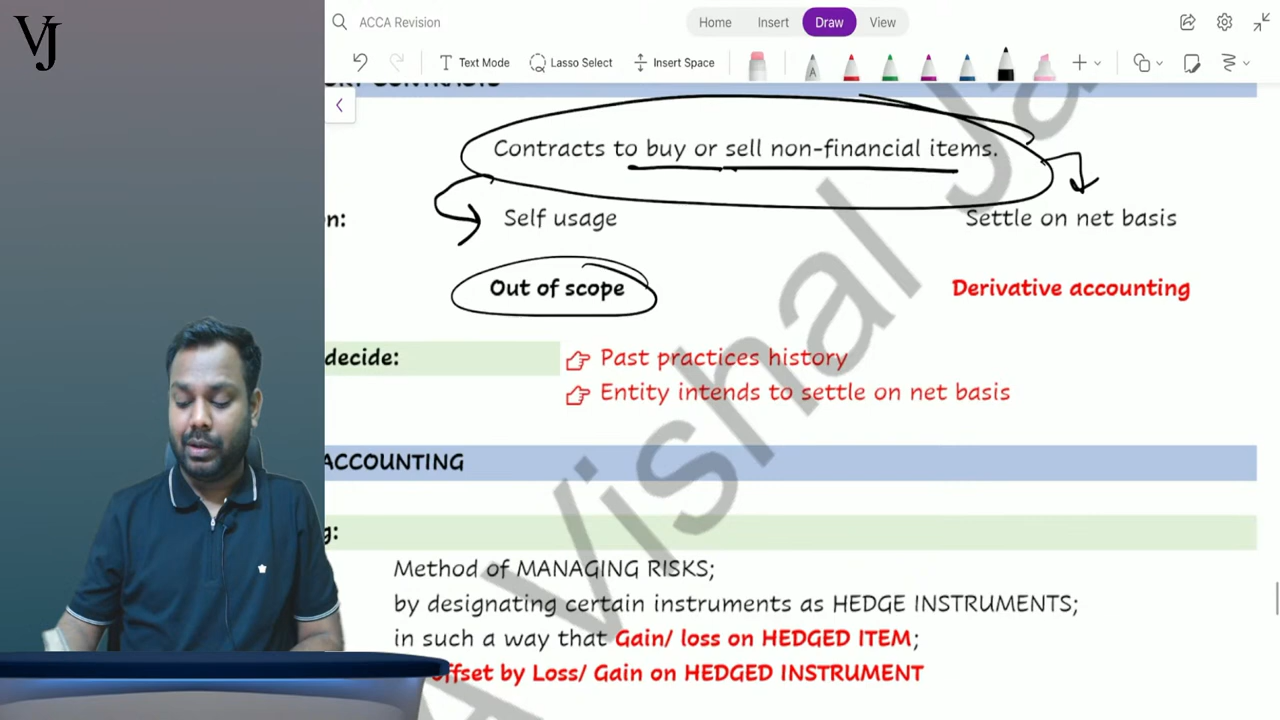 VJ
ACCA Revision
Home Insert Draw View
Text Mode Lasso Select Insert Space
Contracts to buy or sell non-financial items.
Self usage Settle on net basis
Out of scope Derivative accounting
decide: Past practices history
Entity intends to settle on net basis
ACCOUNTING
Method of MANAGING RISKS;
by designating certain instruments as HEDGE INSTRUMENTS;
in such a way that Gain/ loss on HEDGED ITEM;
offset by Loss/ Gain on HEDGED INSTRUMENT
Vishal